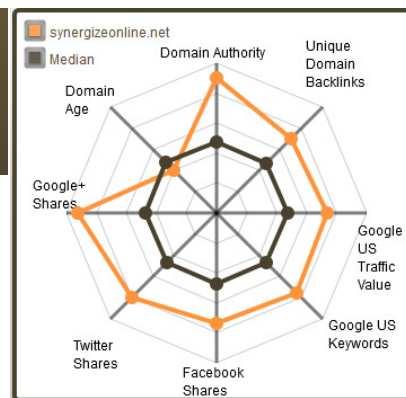 synergizeonline.net
Median
Domain Authority
Unique
Domain
Backlinks
Domain
Age
Google+
Shares
Google
US
Traffic
Value
Google US
Keywords
Twitter
Shares
Facebook
Shares